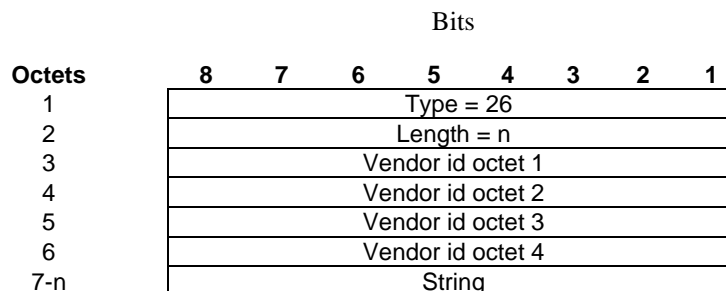 Bits
Octets 8 7 6 5 4 3 2 1
1 Type = 26
2 Length = n
3 Vendor id octet 1
4 Vendor id octet 2
5 Vendor id octet 3
6 Vendor id octet 4
7-n String